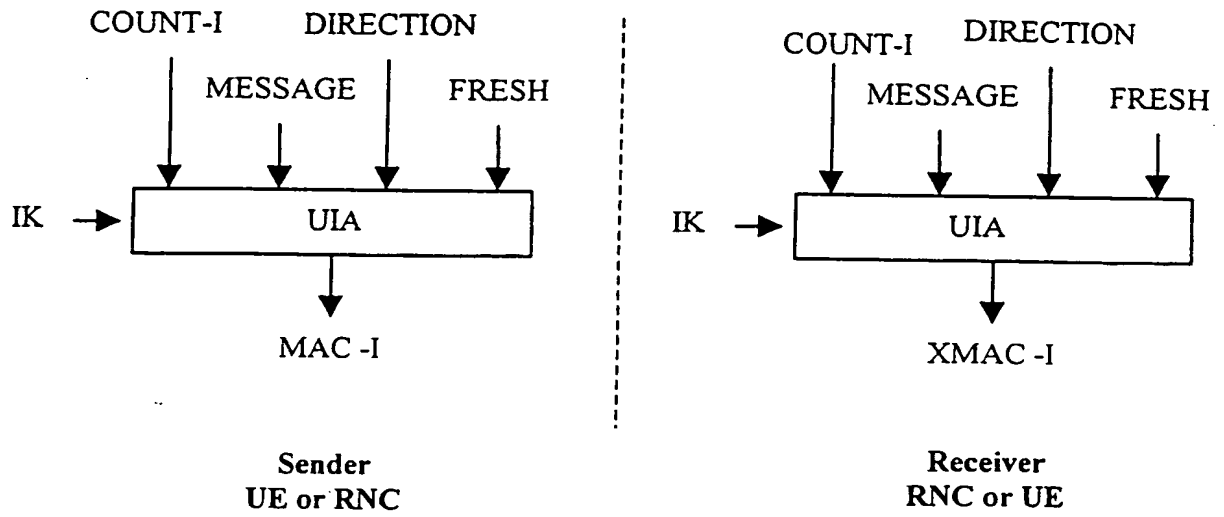 COUNT-I DIRECTION
MESSAGE FRESH
IK UIA
MAC -I
Sender
UE or RNC
COUNT-I DIRECTION
MESSAGE FRESH
IK UIA
XMAC -I
Receiver
RNC or UE